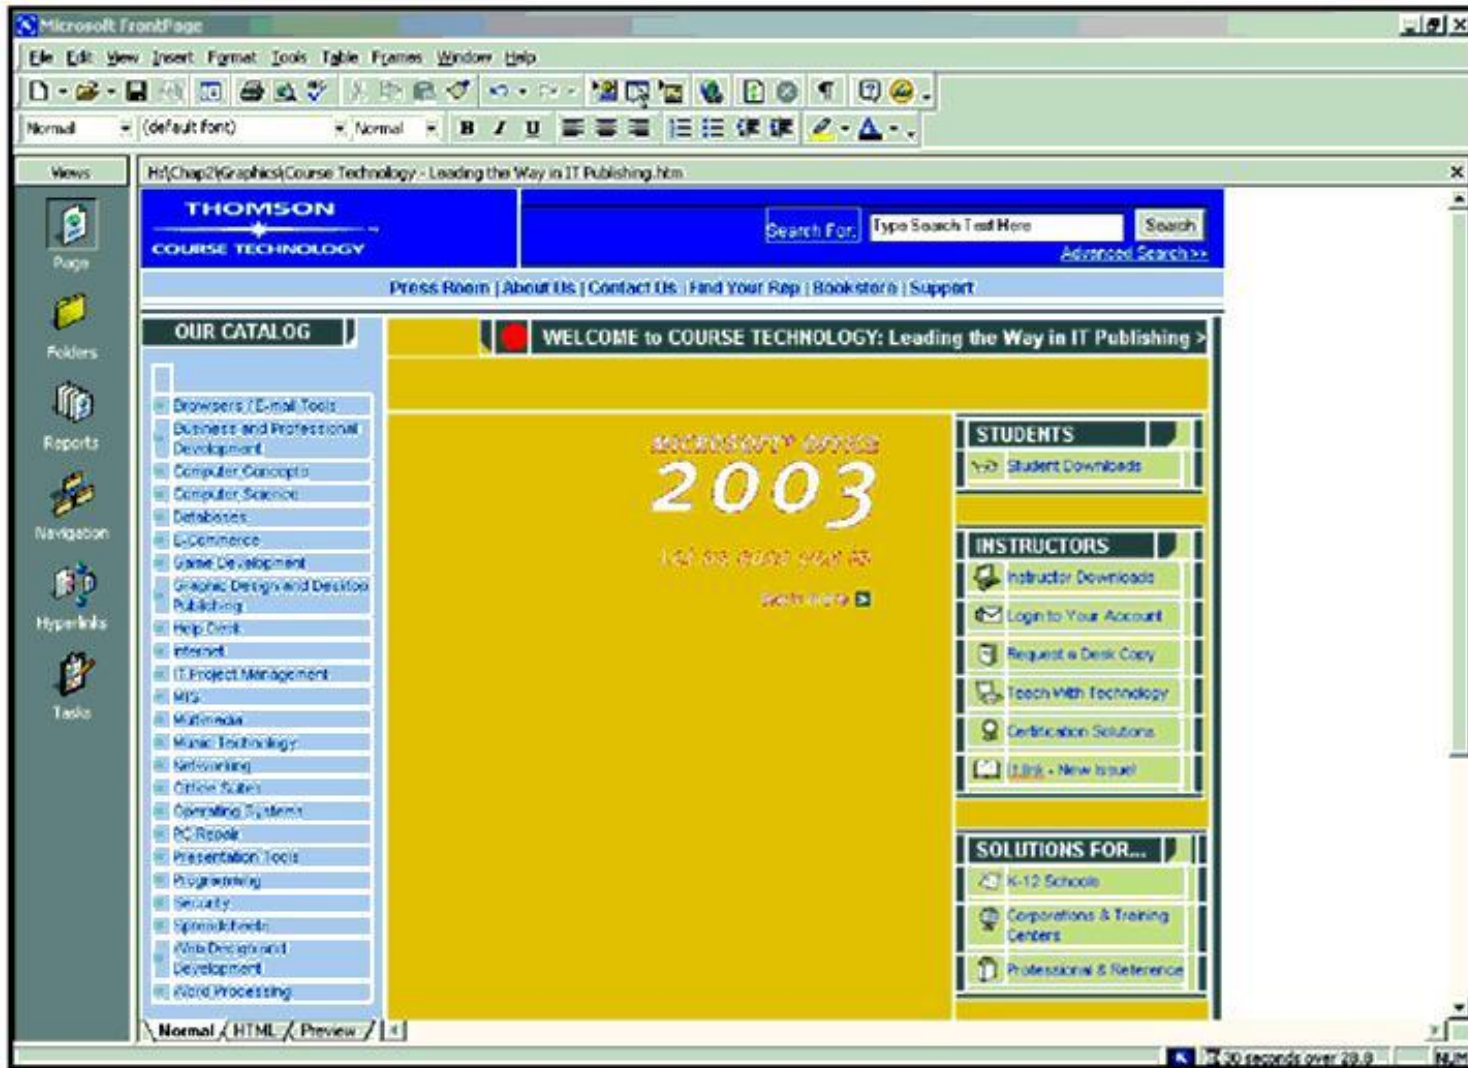 Microsoft FrontPage
File Edit View Insert Format Tools Table Frames Window Help
Normal (default font) Normal B I U A
Views H:\Chap2\Graphics\Course Technology - Leading the Way in IT Publishing.htm
Page
Folders
Reports
Navigation
Hyperlinks
Tasks
THOMSON
COURSE TECHNOLOGY
Search For: Type Search Text Here Search
Advanced Search >>
Press Room | About Us | Contact Us | Find Your Rep | Bookstore | Support
OUR CATALOG
WELCOME to COURSE TECHNOLOGY: Leading the Way in IT Publishing >
Browsers / E-mail Tools
Business and Professional
Development
Computer Concepts
Computer Science
Databases
E-Commerce
Game Development
Graphic Design and Desktop
Publishing
Help Desk
Internet
IT Project Management
MIS
Multimedia
Music Technology
Networking
Office Suites
Operating Systems
PC Repair
Presentation Tools
Programming
Security
Spreadsheets
Web Design and
Development
Word Processing
MICROSOFT® OFFICE
2003
STUDENTS
Student Downloads
INSTRUCTORS
Instructor Downloads
Login to Your Account
Request a Desk Copy
Teach With Technology
Certification Solutions
IT.link - New Issue!
SOLUTIONS FOR...
K-12 Schools
Corporations & Training
Centers
Professional & Reference
Normal HTML Preview
30 seconds over 28.8 NUM